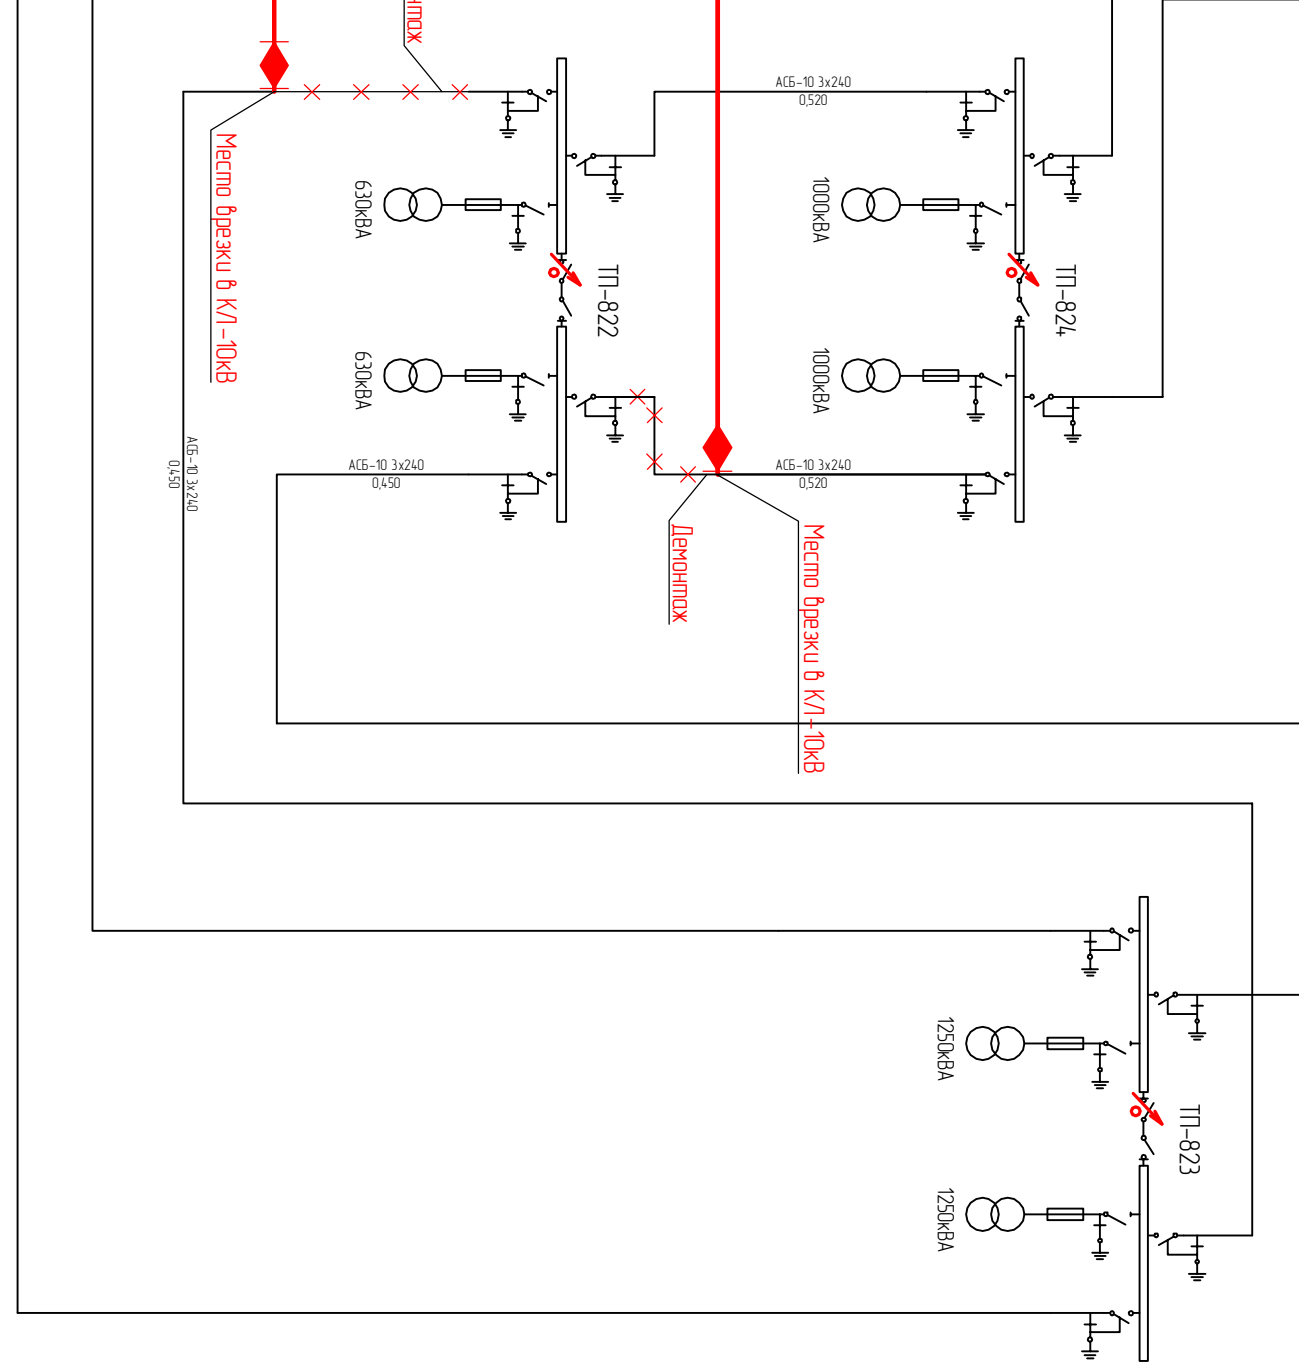 нтаж
АСБ-10 3х240
0,520
Место врезки в КЛ-10кВ
630кВА
1000кВА
ТП-822
ТП-824
630кВА
1000кВА
АСБ-10 3х240
0,450
АСБ-10 3х240
0,450
АСБ-10 3х240
0,520
Демонтаж
Место врезки в КЛ-10кВ
1250кВА
ТП-823
1250кВА